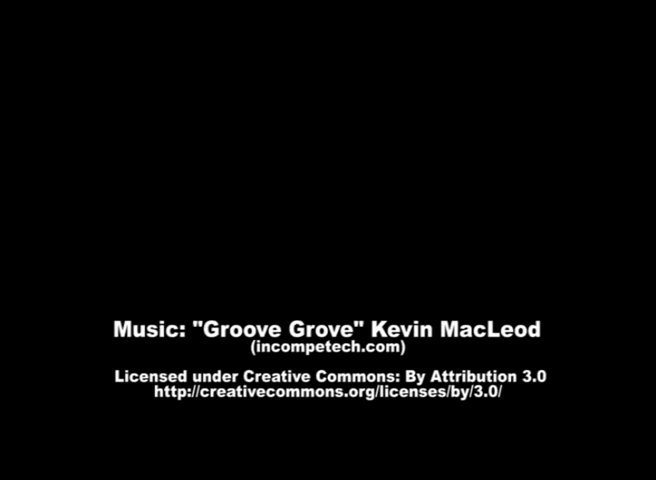 Music: "Groove Grove" Kevin MacLeod
(incompetech.com)
Licensed under Creative Commons: By Attribution 3.0
http://creativecommons.org/licenses/by/3.0/